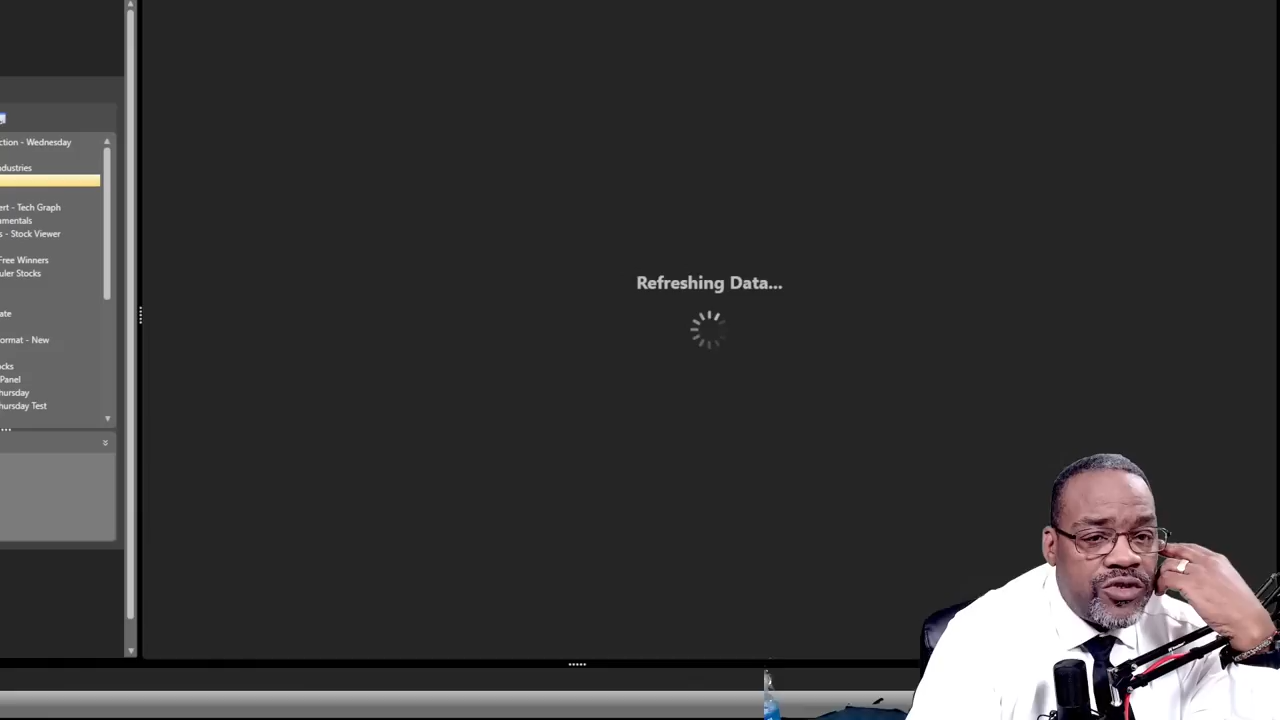 ction - Wednesday
ndustries
ert - Tech Graph
amentals
s - Stock Viewer
Free Winners
uler Stocks
ate
ormat - New
ocks
Panel
hursday
hursday Test
Refreshing Data...